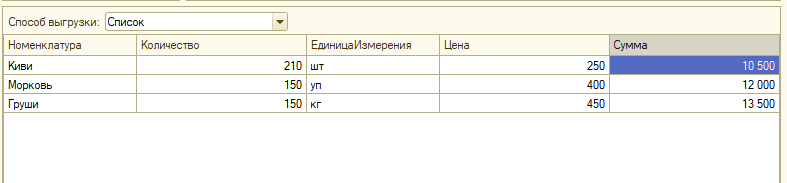 Способ выгрузки: Список
Номенклатура Количество ЕдиницаИзмерения Цена Сумма
Киви 210 шт 250 10 500
Морковь 150 уп 400 12 000
Груши 150 кг 450 13 500